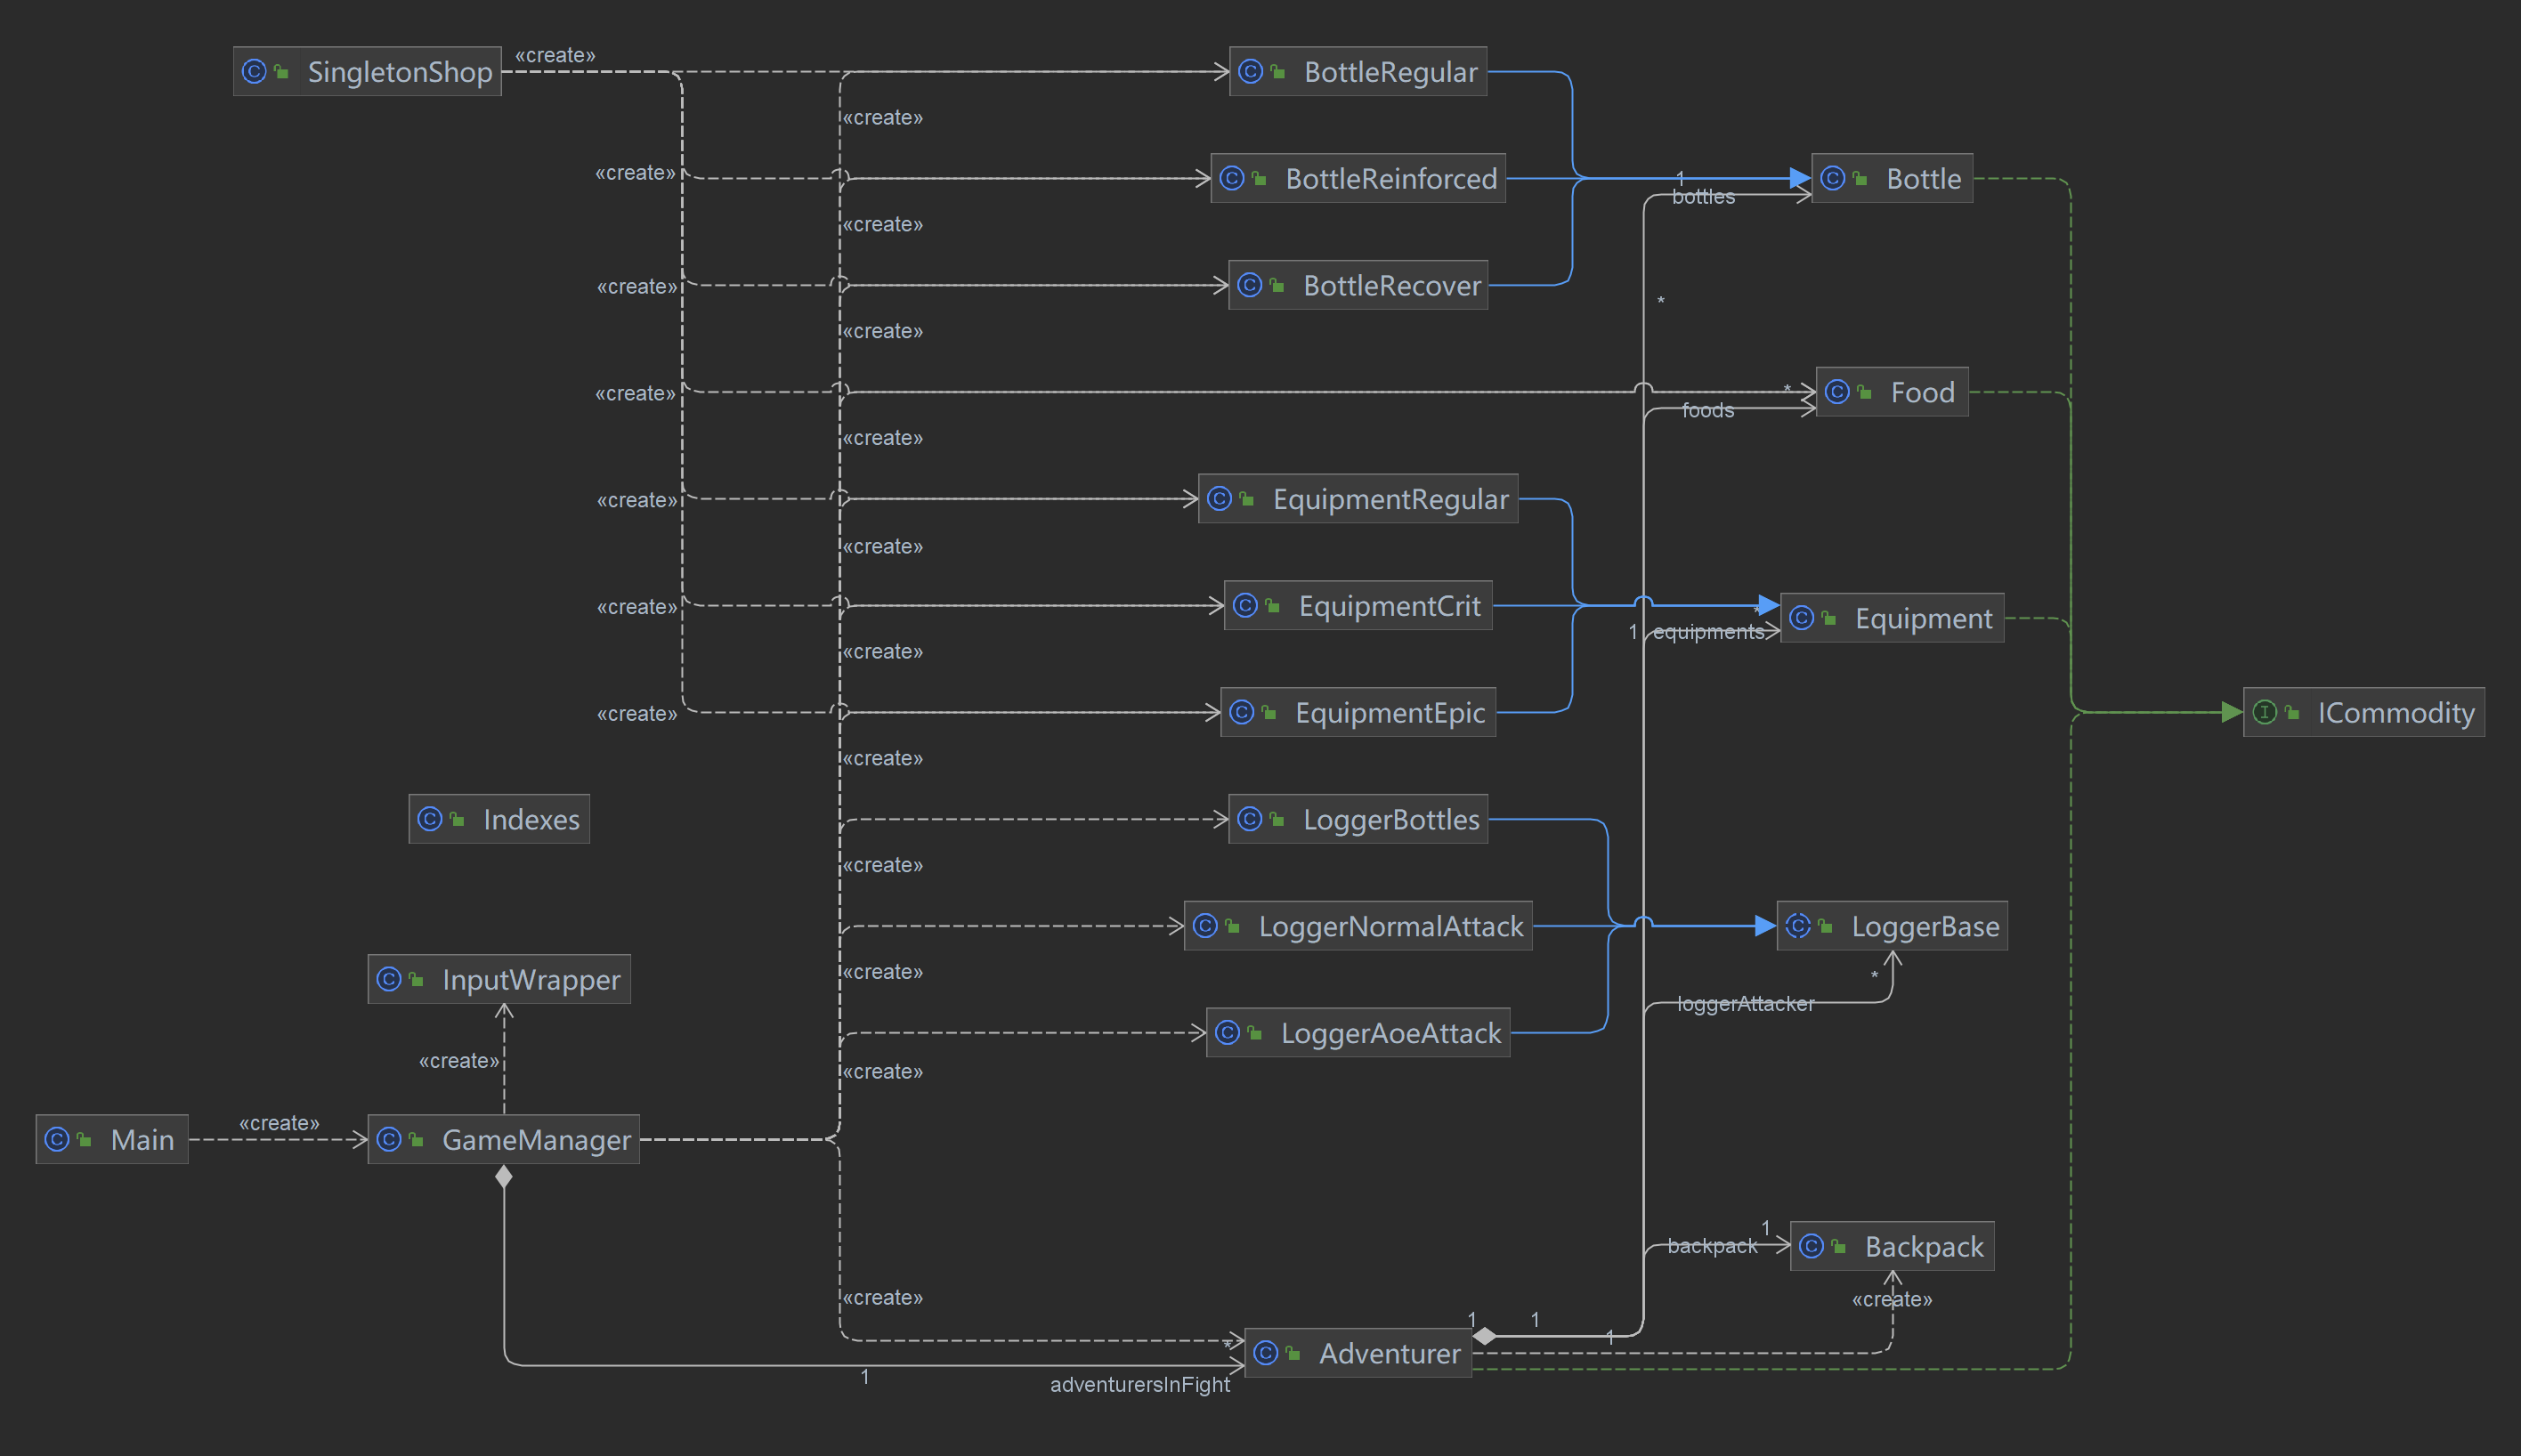 «create»
SingletonShop
BottleRegular
«create»
«create»
BottleReinforced
1
Bottle
bottles
«create»
«create»
BottleRecover
*
«create»
«create»
*
Food
foods
«create»
«create»
EquipmentRegular
«create»
«create»
EquipmentCrit
*
Equipment
1
equipments
«create»
«create»
EquipmentEpic
ICommodity
«create»
Indexes
LoggerBottles
«create»
LoggerNormalAttack
LoggerBase
«create»
*
InputWrapper
loggerAttacker
LoggerAoeAttack
«create»
«create»
«create»
Main
GameManager
1
backpack
Backpack
«create»
«create»
1
1
1
*
Adventurer
1
adventurersInFight